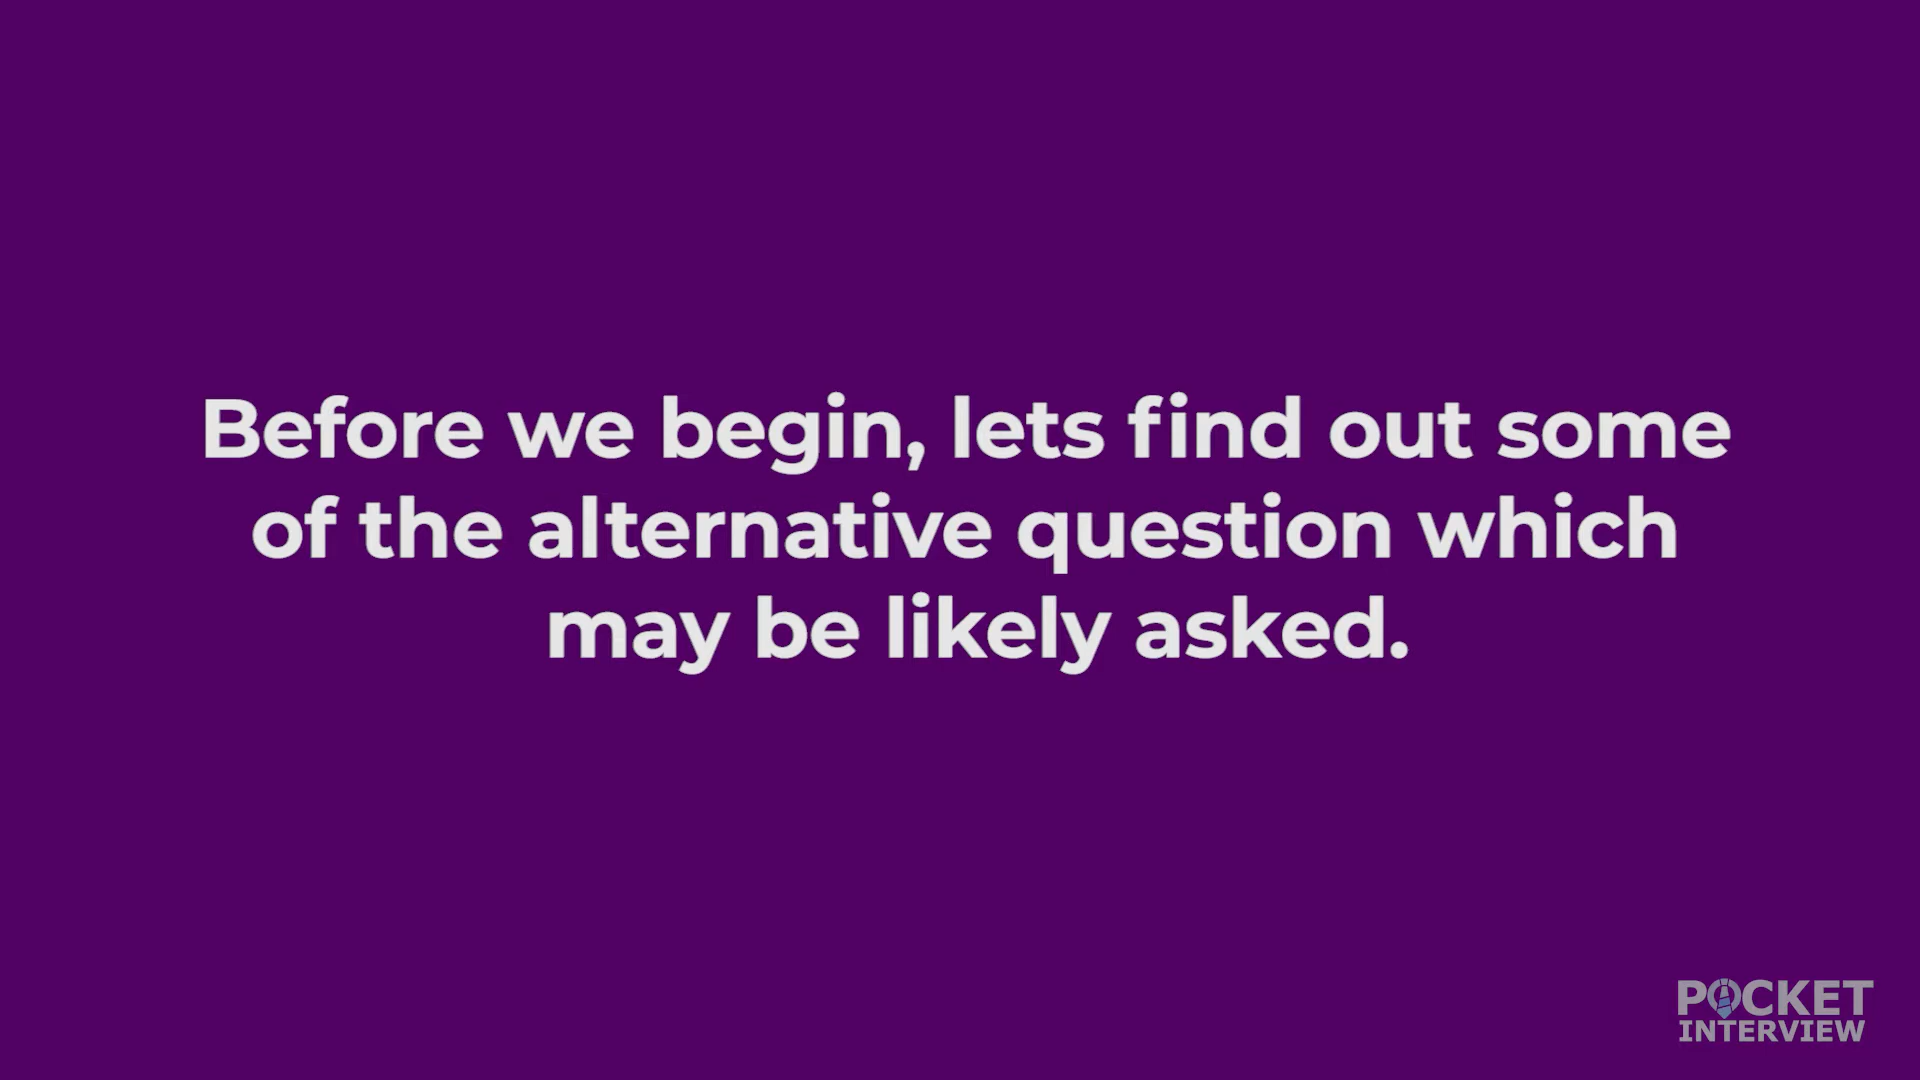 Before we begin, lets find out some
of the alternative question which
may be likely asked.
POCKET
INTERVIEW